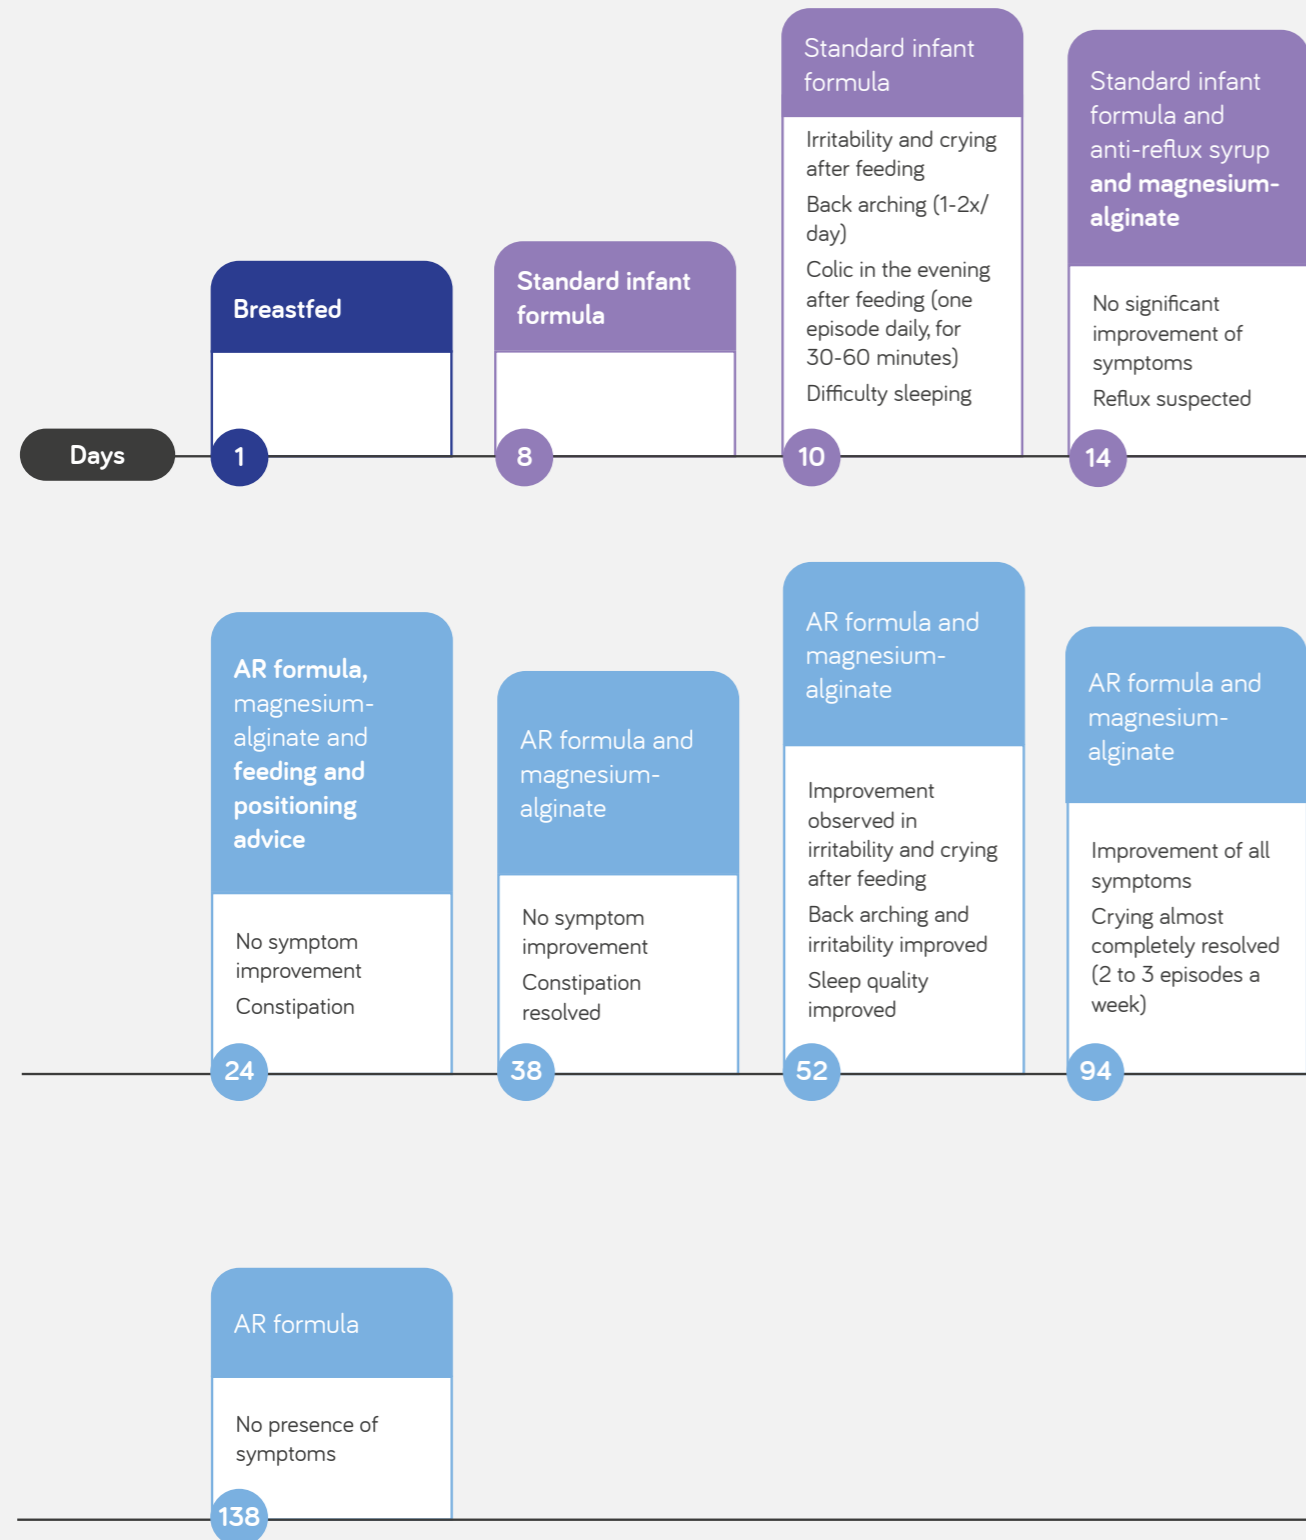 Breastfed
Standard infant
formula
Standard infant
formula
Irritability and crying
after feeding
Back arching (1-2x/
day)
Colic in the evening
after feeding (one
episode daily, for
30-60 minutes)
Difficulty sleeping
Standard infant
formula and
anti-reflux syrup
and magnesium-
alginate
No significant
improvement of
symptoms
Reflux suspected
Days
1
8
10
14
AR formula,
magnesium-
alginate and
feeding and
positioning
advice
No symptom
improvement
Constipation
AR formula and
magnesium-
alginate
No symptom
improvement
Constipation
resolved
AR formula and
magnesium-
alginate
Improvement
observed in
irritability and crying
after feeding
Back arching and
irritability improved
Sleep quality
improved
AR formula and
magnesium-
alginate
Improvement of all
symptoms
Crying almost
completely resolved
(2 to 3 episodes a
week)
24
38
52
94
AR formula
No presence of
symptoms
138